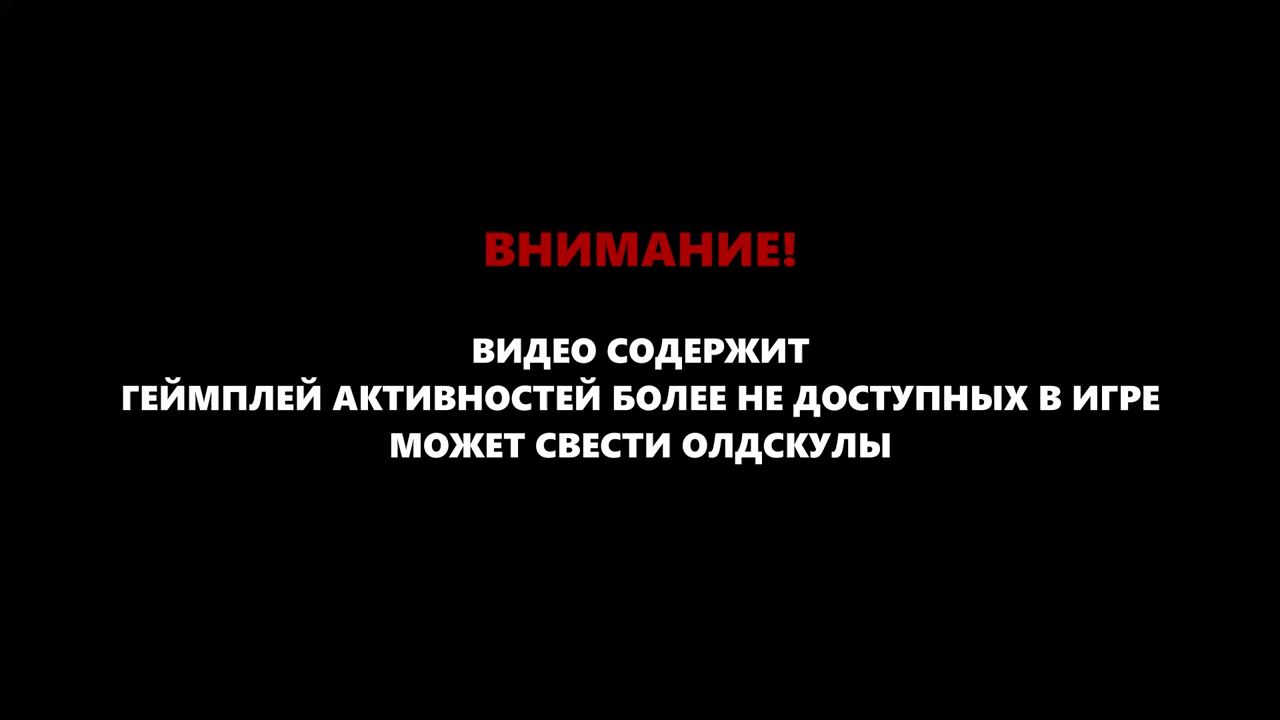 ВНИМАНИЕ!
ВИДЕО СОДЕРЖИТ
ГЕЙМПЛЕЙ АКТИВНОСТЕЙ БОЛЕЕ НЕ ДОСТУПНЫХ В ИГРЕ
МОЖЕТ СВЕСТИ ОЛДСКУЛЫ